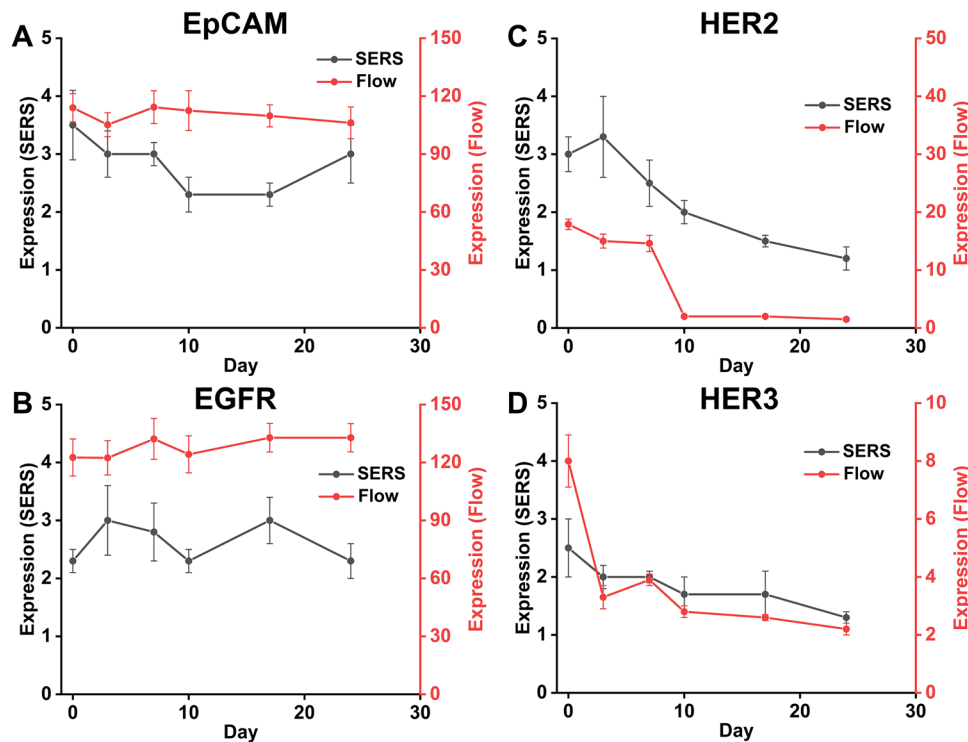 A
EpCAM
5
4
3
2
1
0
Expression (SERS)
SERS
Flow
150
120
90
60
30
0
Expression (Flow)
0
10
20
30
Day
C
HER2
5
4
3
2
1
0
Expression (SERS)
SERS
Flow
50
40
30
20
10
0
Expression (Flow)
0
10
20
30
Day
B
EGFR
5
4
3
2
1
0
Expression (SERS)
SERS
Flow
150
120
90
60
30
0
Expression (Flow)
0
10
20
30
Day
D
HER3
5
4
3
2
1
0
Expression (SERS)
SERS
Flow
10
8
6
4
2
0
Expression (Flow)
0
10
20
30
Day